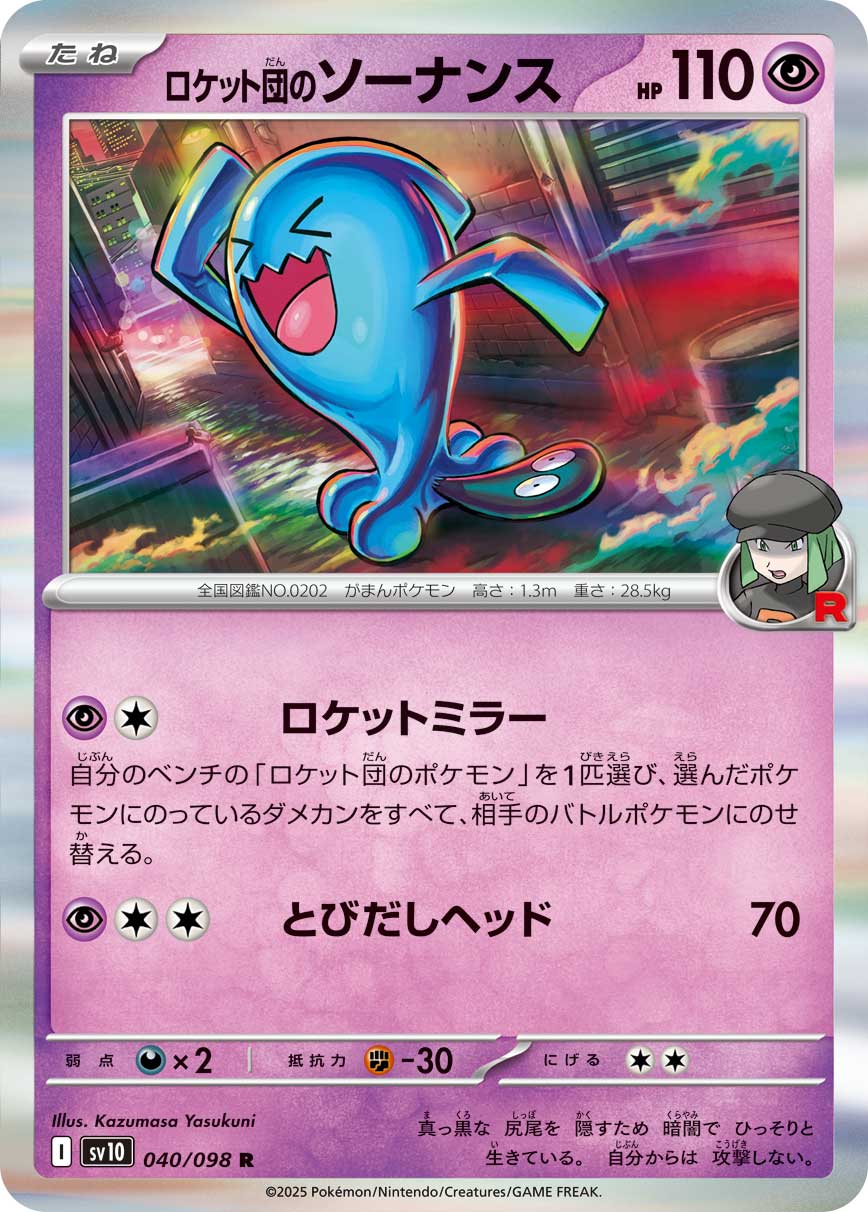 たね
ロケット団のソーナンス
HP 110
全国図鑑NO.0202 がまんポケモン 高さ:1.3m 重さ:28.5kg
R
ロケットミラー
自分のベンチの「ロケット団のポケモン」を1匹選び、選んだポケ
モンにのっているダメカンをすべて、相手のバトルポケモンにのせ
替える。
とびだしヘッド 70
弱点 ×2 抵抗力 -30 にげる
Illus. Kazumasa Yasukuni
真っ黒な 尻尾を 隠すため 暗闇で ひっそりと
生きている。 自分からは 攻撃しない。
I sv10 040/098 R
©2025 Pokémon/Nintendo/Creatures/GAME FREAK.